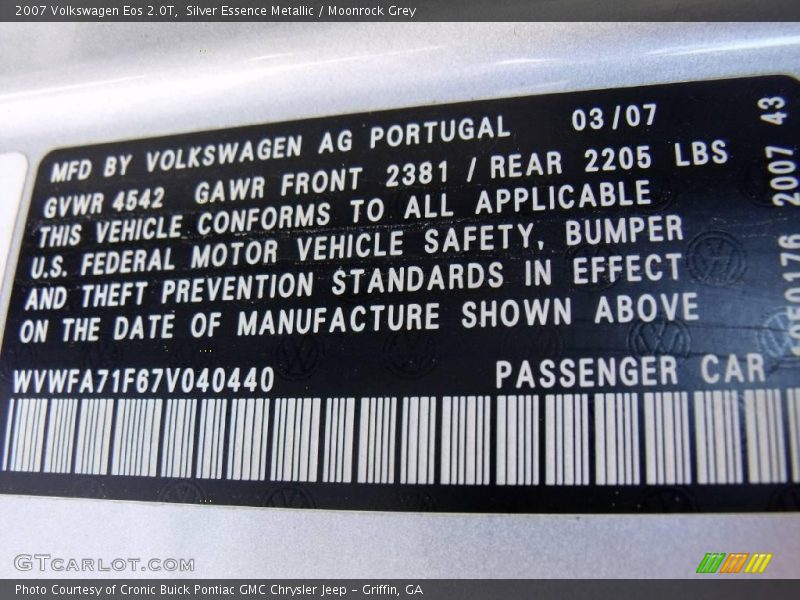 2007 Volkswagen Eos 2.0T,  Silver Essence Metallic / Moonrock Grey
MFD BY VOLKSWAGEN AG PORTUGAL 03/07
GVWR 4542 GAWR FRONT 2381 / REAR 2205 LBS
THIS VEHICLE CONFORMS TO ALL APPLICABLE
U.S. FEDERAL MOTOR VEHICLE SAFETY, BUMPER
AND THEFT PREVENTION STANDARDS IN EFFECT
ON THE DATE OF MANUFACTURE SHOWN ABOVE
WVWFA71F67V040440 PASSENGER CAR
2007 43
GTCARLOT.COM
Photo Courtesy of Cronic Buick Pontiac GMC Chrysler Jeep - Griffin, GA